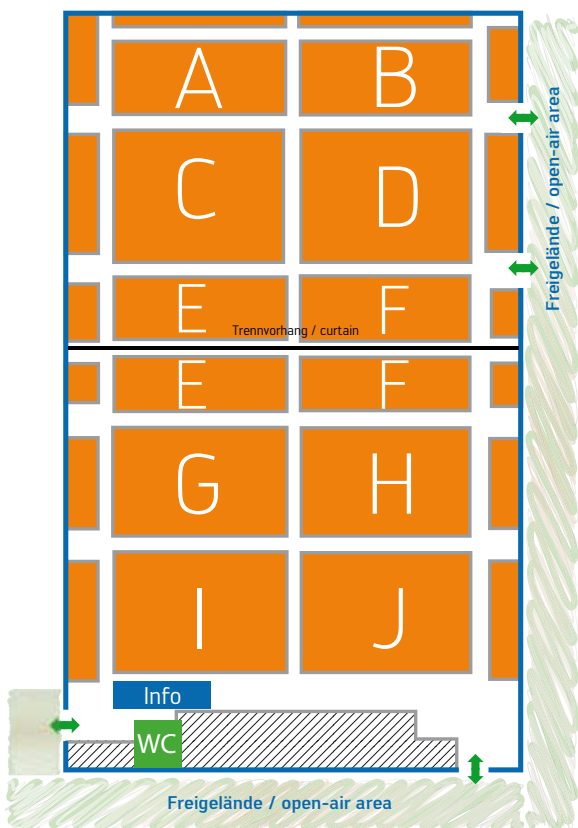 A
B
C
D
Freigelände / open-air area
E
F
Trennvorhang / curtain
E
F
G
H
I
J
Info
WC
Freigelände / open-air area